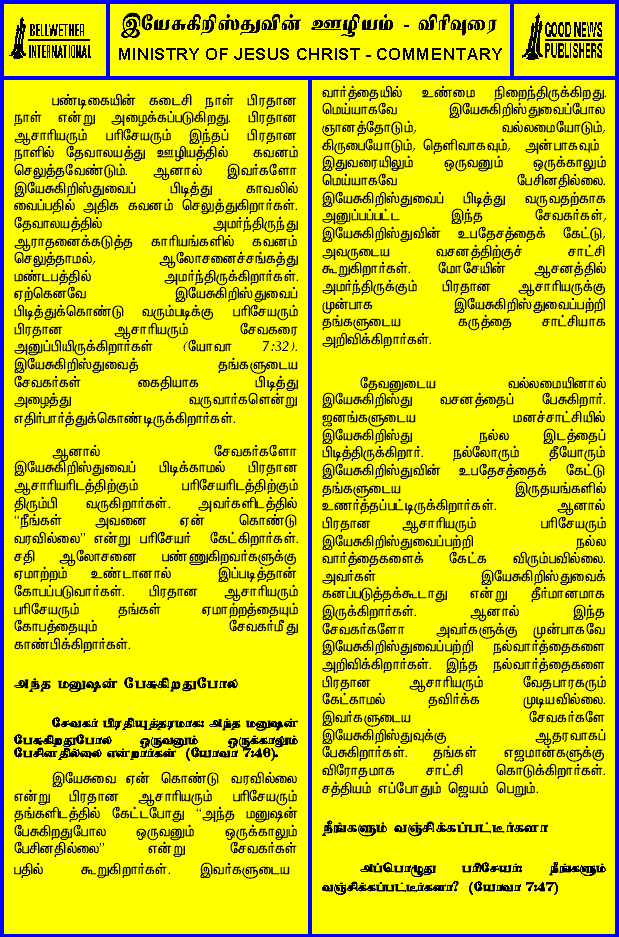 BELLWETHER
INTERNATIONAL
இயேசுகிறிஸ்துவின் ஊழியம் - விரிவுரை
MINISTRY OF JESUS CHRIST - COMMENTARY
GOOD NEWS
PUBLISHERS
பண்டிகையின் கடைசி நாள் பிரதான
நாள் என்று அழைக்கப்படுகிறது. பிரதான
ஆசாரியரும் பரிசேயரும் இந்தப் பிரதான
நாளில் தேவாலயத்து ஊழியத்தில் கவனம்
செலுத்தவேண்டும். ஆனால் இவர்களோ
இயேசுகிறிஸ்துவைப் பிடித்து காவலில்
வைப்பதில் அதிக கவனம் செலுத்துகிறார்கள்.
தேவாலயத்தில் அமர்ந்திருந்து
ஆராதனைக்கடுத்த காரியங்களில் கவனம்
செலுத்தாமல், ஆலோசனைச்சங்கத்து
மண்டபத்தில் அமர்ந்திருக்கிறார்கள்.
ஏற்கெனவே இயேசுகிறிஸ்துவைப்
பிடித்துக்கொண்டு வரும்படிக்கு பரிசேயரும்
பிரதான ஆசாரியரும் சேவகரை
அனுப்பியிருக்கிறார்கள் (யோவா 7:32).
இயேசுகிறிஸ்துவைத் தங்களுடைய
சேவகர்கள் கைதியாக பிடித்து
அழைத்து வருவார்களென்று
எதிர்பார்த்துக்கொண்டிருக்கிறார்கள்.
ஆனால் சேவகர்களோ
இயேசுகிறிஸ்துவைப் பிடிக்காமல் பிரதான
ஆசாரியரிடத்திற்கும் பரிசேயரிடத்திற்கும்
திரும்பி வருகிறார்கள். அவர்களிடத்தில்
“நீங்கள் அவனை ஏன் கொண்டு
வரவில்லை” என்று பரிசேயர் கேட்கிறார்கள்.
சதி ஆலோசனை பண்ணுகிறவர்களுக்கு
ஏமாற்றம் உண்டானால் இப்படித்தான்
கோபப்படுவார்கள். பிரதான ஆசாரியரும்
பரிசேயரும் தங்கள் ஏமாற்றத்தையும்
கோபத்தையும் சேவகர்மீது
காண்பிக்கிறார்கள்.
அந்த மனுஷன் பேசுகிறதுபோல
சேவகர் பிரதியுத்தரமாக: அந்த மனுஷன்
பேசுகிறதுபோல ஒருவனும் ஒருக்காலும்
பேசினதில்லை என்றார்கள் (யோவா 7:46).
இயேசுவை ஏன் கொண்டு வரவில்லை
என்று பிரதான ஆசாரியரும் பரிசேயரும்
தங்களிடத்தில் கேட்டபோது “அந்த மனுஷன்
பேசுகிறதுபோல ஒருவனும் ஒருக்காலும்
பேசினதில்லை” என்று சேவகர்கள்
பதில் கூறுகிறார்கள். இவர்களுடைய
வார்த்தையில் உண்மை நிறைந்திருக்கிறது.
மெய்யாகவே இயேசுகிறிஸ்துவைப்போல
ஞானத்தோடும், வல்லமையோடும்,
கிருபையோடும், தெளிவாகவும், அன்பாகவும்
இதுவரையிலும் ஒருவனும் ஒருக்காலும்
மெய்யாகவே பேசினதில்லை.
இயேசுகிறிஸ்துவைப் பிடித்து வருவதற்காக
அனுப்பப்பட்ட இந்த சேவகர்கள்,
இயேசுகிறிஸ்துவின் உபதேசத்தைக் கேட்டு,
அவருடைய வசனத்திற்குச் சாட்சி
கூறுகிறார்கள். மோசேயின் ஆசனத்தில்
அமர்ந்திருக்கும் பிரதான ஆசாரியருக்கு
முன்பாக இயேசுகிறிஸ்துவைப்பற்றி
தங்களுடைய கருத்தை சாட்சியாக
அறிவிக்கிறார்கள்.
தேவனுடைய வல்லமையினால்
இயேசுகிறிஸ்து வசனத்தைப் பேசுகிறார்.
ஜனங்களுடைய மனச்சாட்சியில்
இயேசுகிறிஸ்து நல்ல இடத்தைப்
பிடித்திருக்கிறார். நல்லோரும் தீயோரும்
இயேசுகிறிஸ்துவின் உபதேசத்தைக் கேட்டு
தங்களுடைய இருதயங்களில்
உணர்த்தப்பட்டிருக்கிறார்கள். ஆனால்
பிரதான ஆசாரியரும் பரிசேயரும்
இயேசுகிறிஸ்துவைப்பற்றி நல்ல
வார்த்தைகளைக் கேட்க விரும்பவில்லை.
அவர்கள் இயேசுகிறிஸ்துவைக்
கனப்படுத்தக்கூடாது என்று தீர்மானமாக
இருக்கிறார்கள். ஆனால் இந்த
சேவகர்களோ அவர்களுக்கு முன்பாகவே
இயேசுகிறிஸ்துவைப்பற்றி நல்வார்த்தைகளை
அறிவிக்கிறார்கள். இந்த நல்வார்த்தைகளை
பிரதான ஆசாரியரும் வேதபாரகரும்
கேட்காமல் தவிர்க்க முடியவில்லை.
இவர்களுடைய சேவகர்களே
இயேசுகிறிஸ்துவுக்கு ஆதரவாகப்
பேசுகிறார்கள். தங்கள் எஜமான்களுக்கு
விரோதமாக சாட்சி கொடுக்கிறார்கள்.
சத்தியம் எப்போதும் ஜெயம் பெறும்.
நீங்களும் வஞ்சிக்கப்பட்டீர்களா
அப்பொழுது பரிசேயர்: நீங்களும்
வஞ்சிக்கப்பட்டீர்களா? (யோவா 7:47)